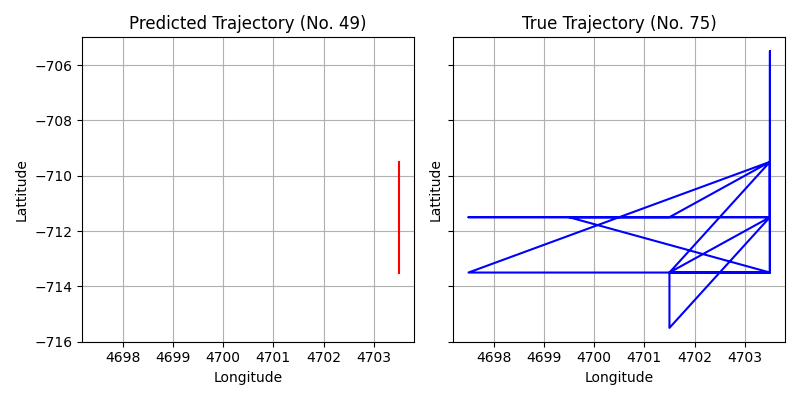 Predicted Trajectory (No. 49)
True Trajectory (No. 75)
−706
−708
−710
−712
−714
−716
Lattitude
Lattitude
4698 4699 4700 4701 4702 4703
4698 4699 4700 4701 4702 4703
Longitude
Longitude